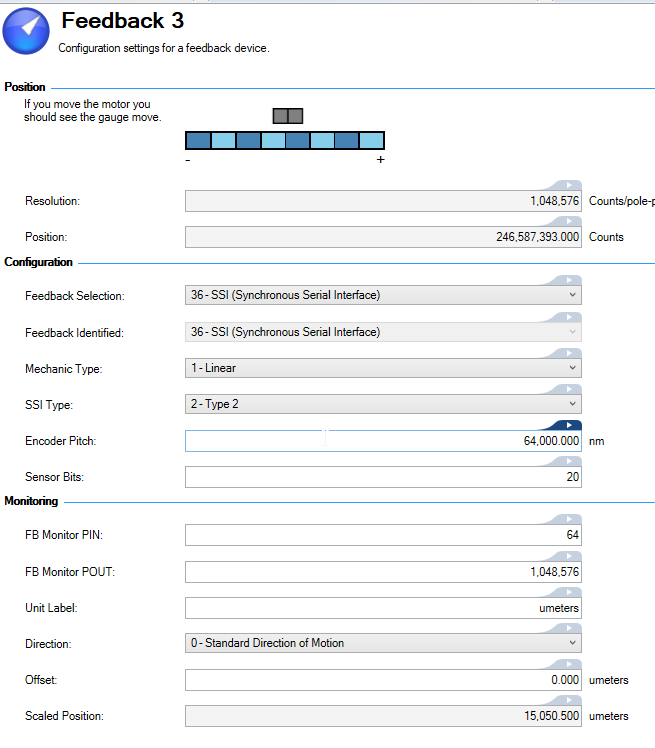 Feedback 3
Configuration settings for a feedback device.
Position
If you move the motor you
should see the gauge move.
- +
Resolution: 1,048,576 Counts/pole-p
Position: 246,587,393.000 Counts
Configuration
Feedback Selection: 36 - SSI (Synchronous Serial Interface)
Feedback Identified: 36 - SSI (Synchronous Serial Interface)
Mechanic Type: 1 - Linear
SSI Type: 2 - Type 2
Encoder Pitch: 64,000.000 nm
Sensor Bits: 20
Monitoring
FB Monitor PIN: 64
FB Monitor POUT: 1,048,576
Unit Label: umeters
Direction: 0 - Standard Direction of Motion
Offset: 0.000 umeters
Scaled Position: 15,050.500 umeters